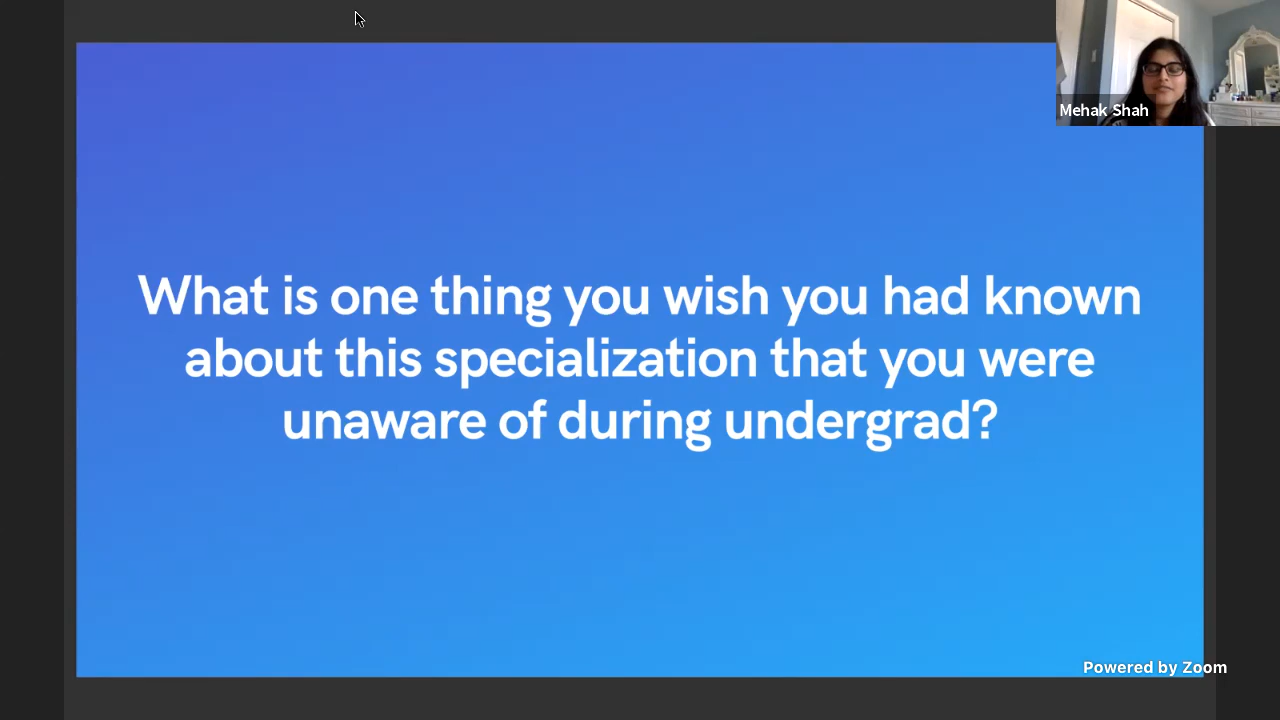 Mehak Shah
What is one thing you wish you had known
about this specialization that you were
unaware of during undergrad?
Powered by Zoom